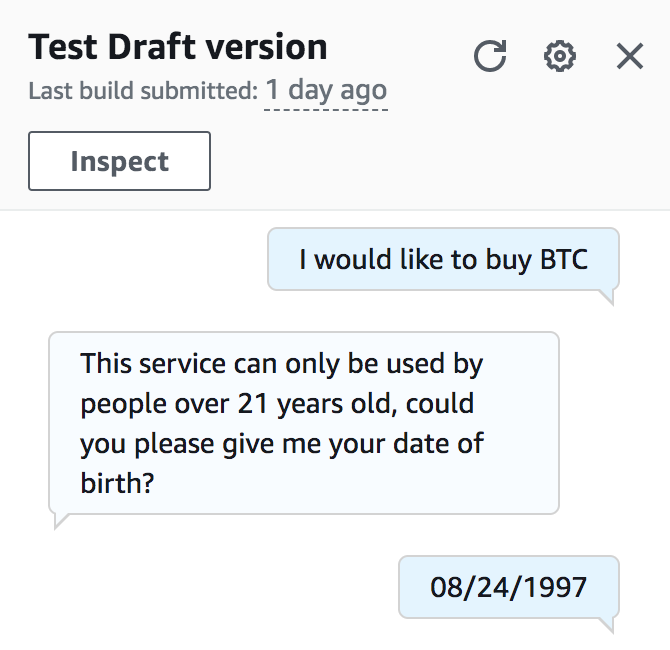 Test Draft version
Last build submitted: 1 day ago
Inspect
I would like to buy BTC
This service can only be used by
people over 21 years old, could
you please give me your date of
birth?
08/24/1997